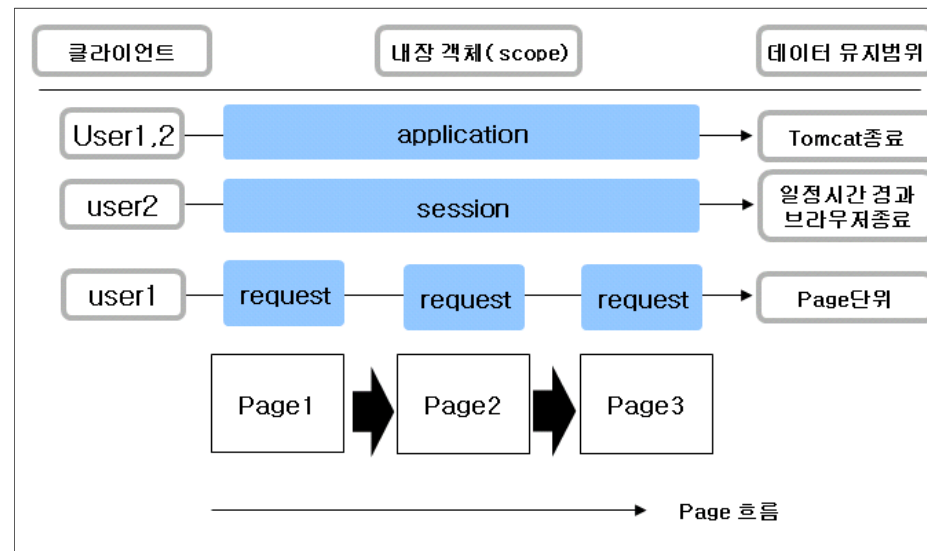 클라이언트
내장 객체( scope)
데이터 유지범위
User1,2
application
Tomcat종료
user2
session
일정시간 경과
브라우저종료
user1
request
request
request
Page단위
Page1
Page2
Page3
Page 흐름